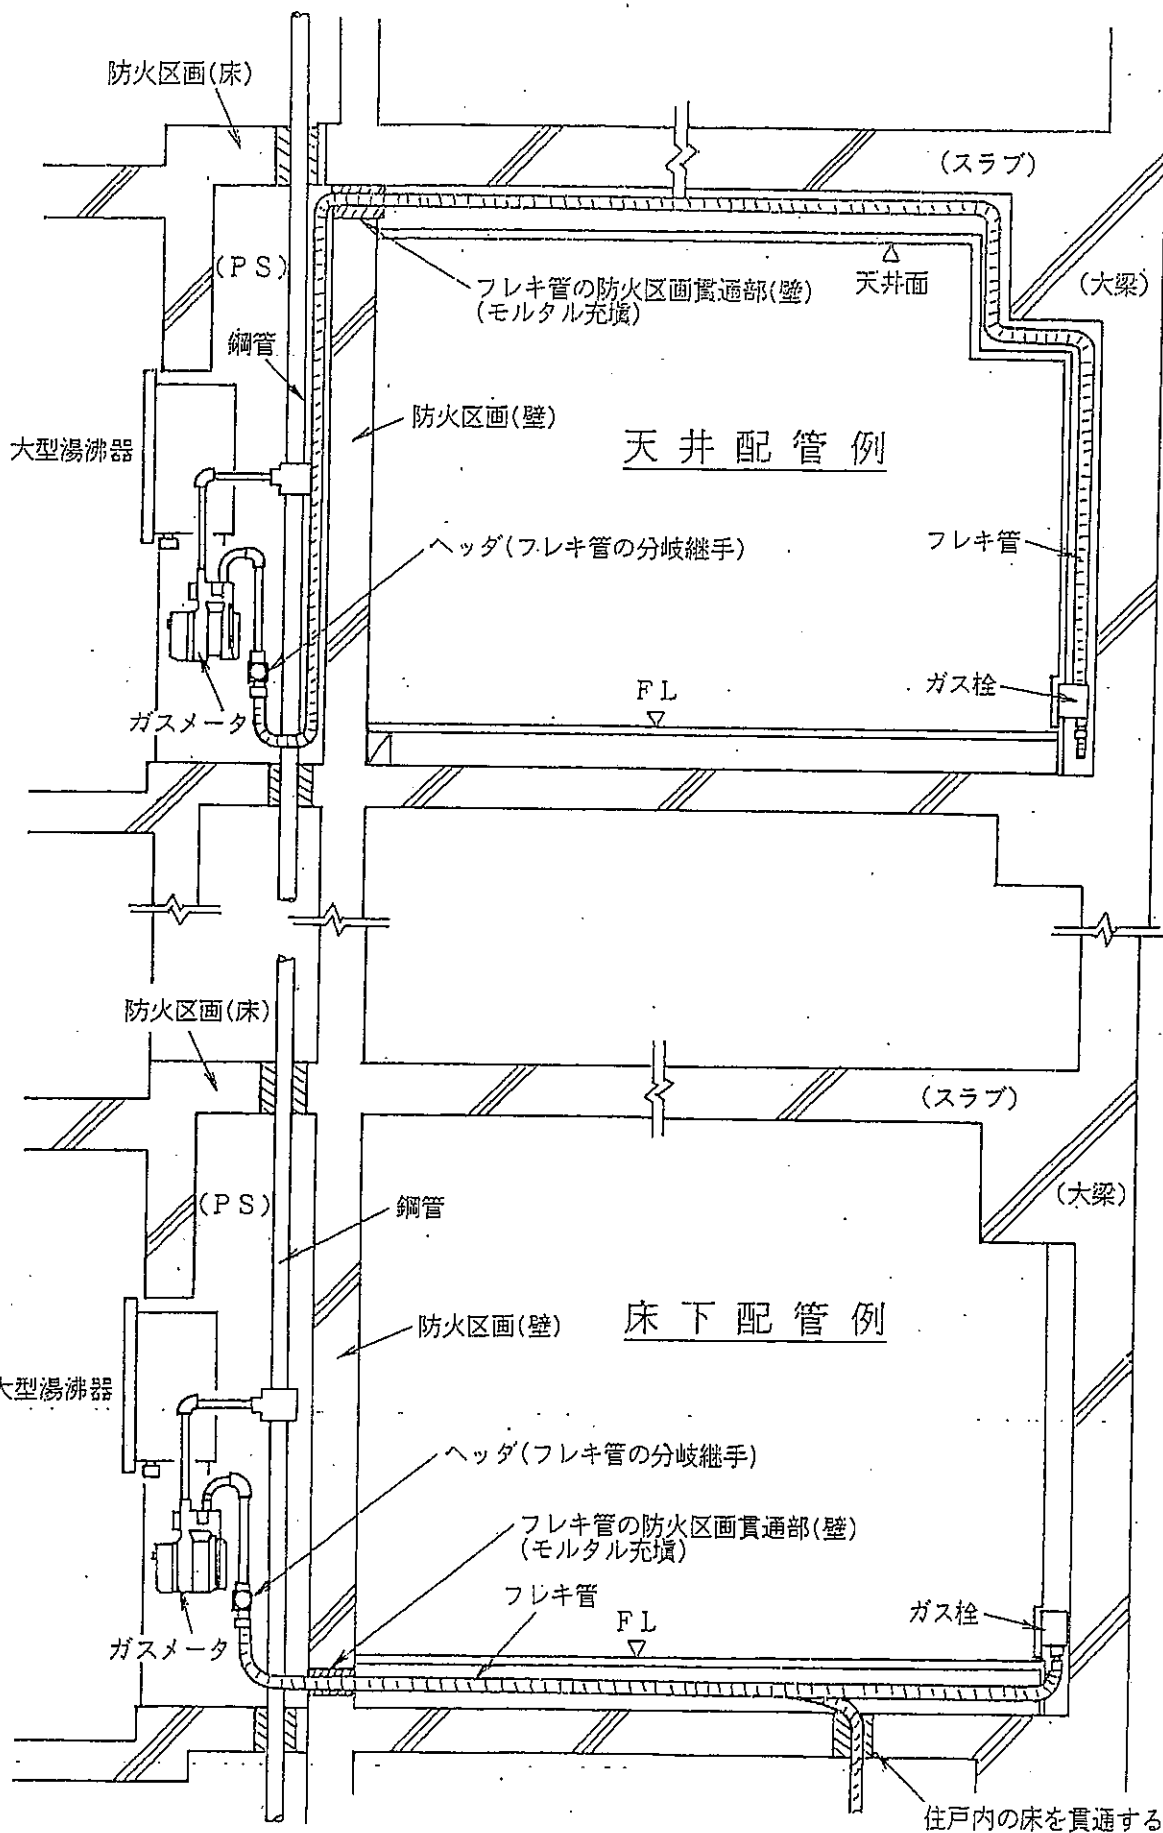 防火区画(床)
(スラブ)
(PS)
フレキ管の防火区画貫通部(壁)
(モルタル充塡)
天井面
(大梁)
鋼管
防火区画(壁)
天井配管例
大型湯沸器
ヘッダ(フレキ管の分岐継手)
フレキ管
FL
ガス栓
ガスメータ
防火区画(床)
(スラブ)
(PS)
鋼管
(大梁)
防火区画(壁)
床下配管例
大型湯沸器
ヘッダ(フレキ管の分岐継手)
フレキ管の防火区画貫通部(壁)
(モルタル充塡)
フレキ管
FL
ガス栓
ガスメータ
住戸内の床を貫通する